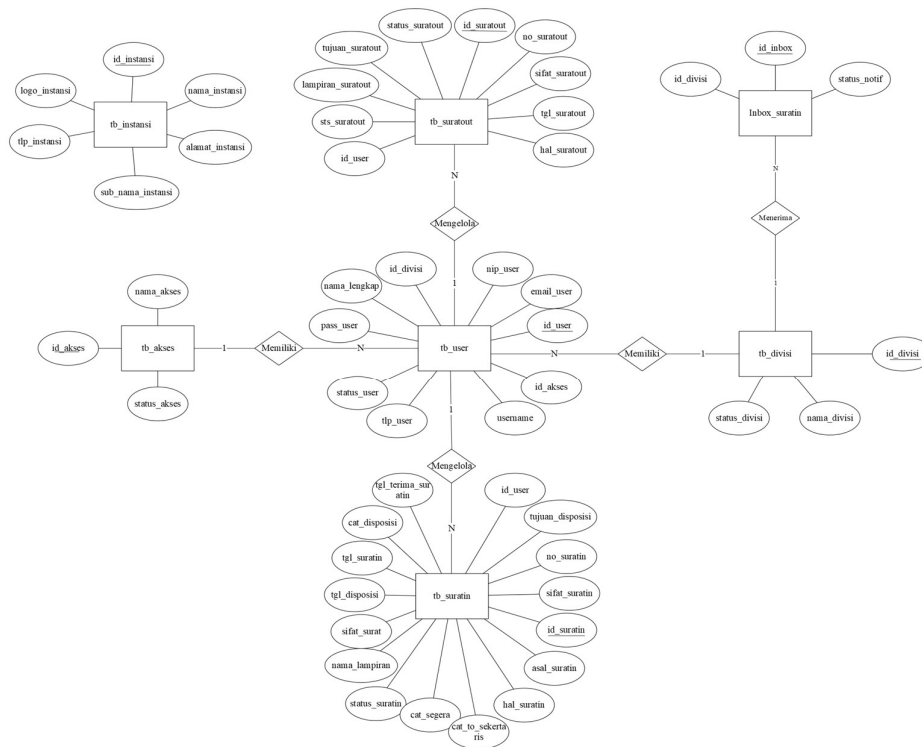 status_suratout
id_suratout
no_suratout
tujuan_suratout
lampiran_suratout
sifat_suratout
sts_suratout
tb_suratout
tgl_suratout
id_user
hal_suratout
id_instansi
logo_instansi
nama_instansi
tb_instansi
tlp_instansi
alamat_instansi
sub_nama_instansi
id_inbox
id_divisi
status_notif
Inbox_suratin
N
Mengelola
1
N
Menerima
1
id_divisi
nip_user
nama_lengkap
email_user
pass_user
id_user
tb_user
status_user
id_akses
tlp_user
username
nama_akses
id_akses
tb_akses
status_akses
1
Memiliki
N
N
Memiliki
1
tb_divisi
id_divisi
status_divisi
nama_divisi
1
Mengelola
N
tgl_terima_sur
atin
id_user
cat_disposisi
tujuan_disposisi
tgl_suratin
no_suratin
tgl_disposisi
tb_suratin
sifat_suratin
sifat_surat
id_suratin
nama_lampiran
asal_suratin
status_suratin
hal_suratin
cat_segera
cat_to_sekerta
ris